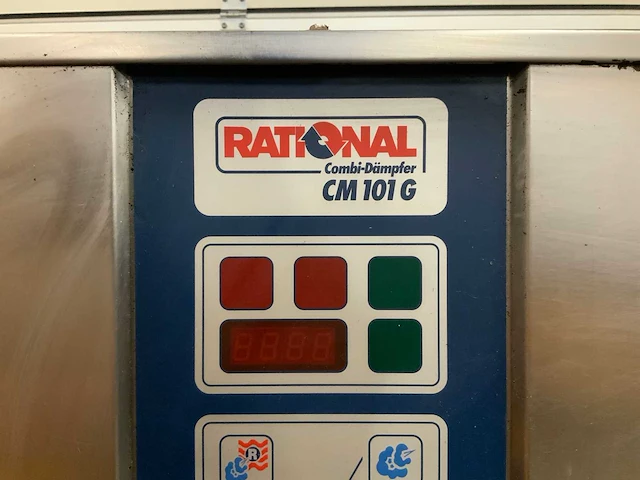 RATIONAL
Combi-Dämpfer
CM 101 G
R